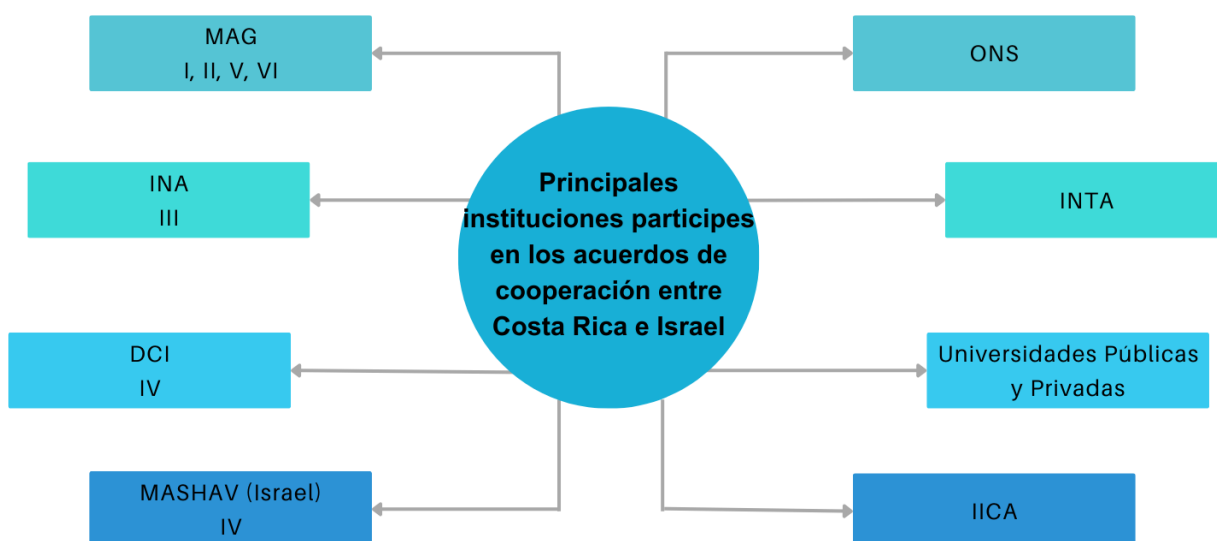 MAG
I, II, V, VI
ONS
INA
III
Principales
instituciones participes
en los acuerdos de
cooperación entre
Costa Rica e Israel
INTA
DCI
IV
Universidades Públicas
y Privadas
MASHAV (Israel)
IV
IICA